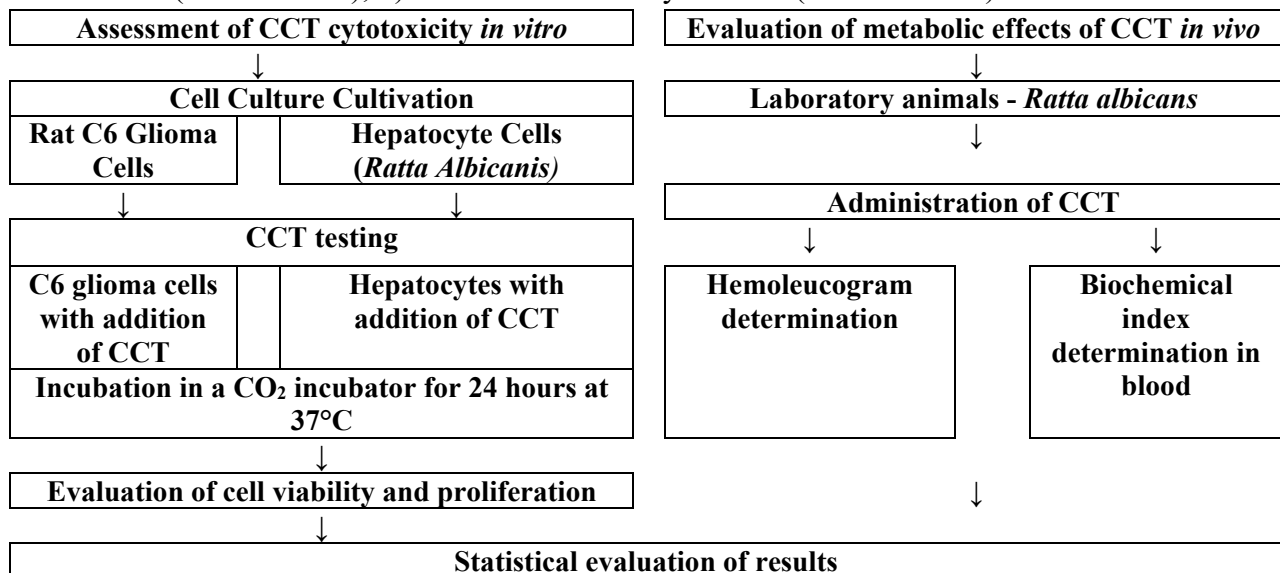 Assessment of CCT cytotoxicity in vitro
↓
Cell Culture Cultivation
Rat C6 Glioma
Cells
Hepatocyte Cells
(Ratta Albicanis)
↓ ↓
CCT testing
C6 glioma cells
with addition
of CCT
Hepatocytes with
addition of CCT
Incubation in a CO₂ incubator for 24 hours at
37°C
↓
Evaluation of cell viability and proliferation
↓
Evaluation of metabolic effects of CCT in vivo
↓
Laboratory animals - Ratta albicans
↓
Administration of CCT
↓ ↓
Hemoleucogram
determination
Biochemical
index
determination in
blood
↓
Statistical evaluation of results